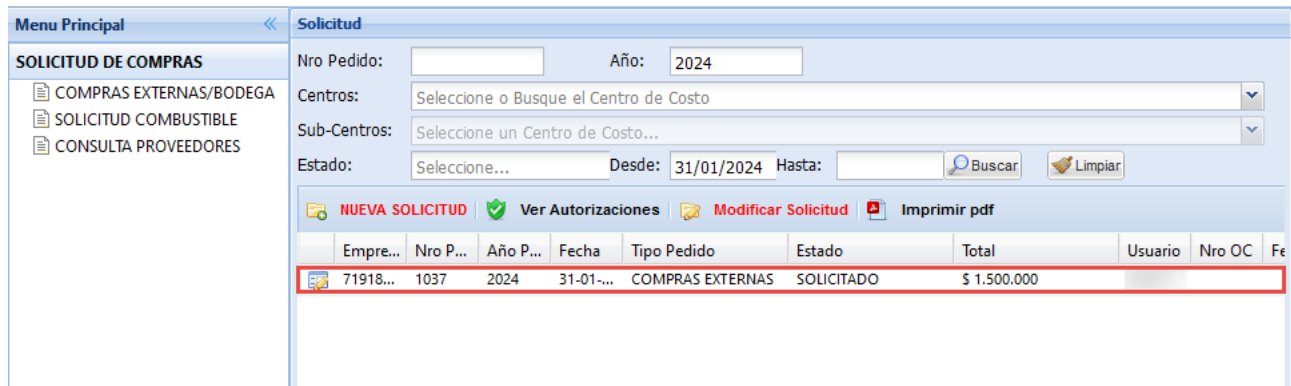 Menu Principal
SOLICITUD DE COMPRAS
COMPRAS EXTERNAS/BODEGA
SOLICITUD COMBUSTIBLE
CONSULTA PROVEEDORES
Solicitud
Nro Pedido: Año: 2024
Centros: Seleccione o Busque el Centro de Costo
Sub-Centros: Seleccione un Centro de Costo...
Estado: Seleccione... Desde: 31/01/2024 Hasta: Buscar Limpiar
NUEVA SOLICITUD Ver Autorizaciones Modificar Solicitud Imprimir pdf
Empre... Nro P... Año P... Fecha Tipo Pedido Estado Total Usuario Nro OC Fe
71918... 1037 2024 31-01-... COMPRAS EXTERNAS SOLICITADO $ 1.500.000